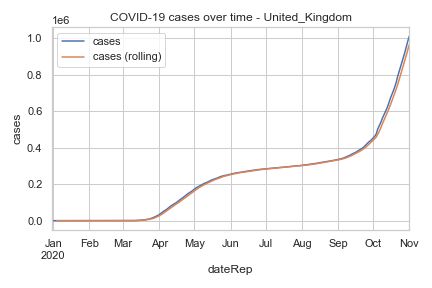 COVID-19 cases over time - United_Kingdom
1e6
cases
cases (rolling)
1.0
0.8
0.6
0.4
0.2
0.0
cases
Jan Feb Mar Apr May Jun Jul Aug Sep Oct Nov
2020
dateRep